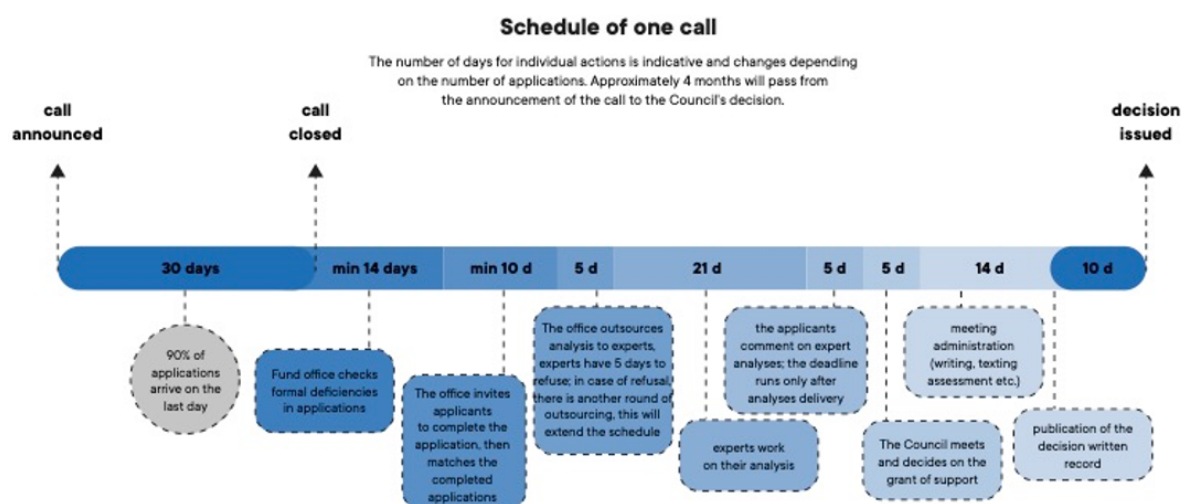 Schedule of one call
The number of days for individual actions is indicative and changes depending
on the number of applications. Approximately 4 months will pass from
the announcement of the call to the Council's decision.
call
announced
call
closed
decision
issued
30 days
min 14 days
min 10 d
5 d
21 d
5 d
5 d
14 d
10 d
90% of
applications
arrive on the
last day
Fund office checks
formal deficiencies
in applications
The office invites
applicants
to complete the
application, then
matches the
completed
applications
The office outsources
analysis to experts,
experts have 5 days to
refuse; in case of refusal,
there is another round of
outsourcing, this will
extend the schedule
experts work
on their analysis
the applicants
comment on expert
analyses; the deadline
runs only after
analyses delivery
The Council meets
and decides on the
grant of support
meeting
administration
(writing, texting
assessment etc.)
publication of the
decision written
record